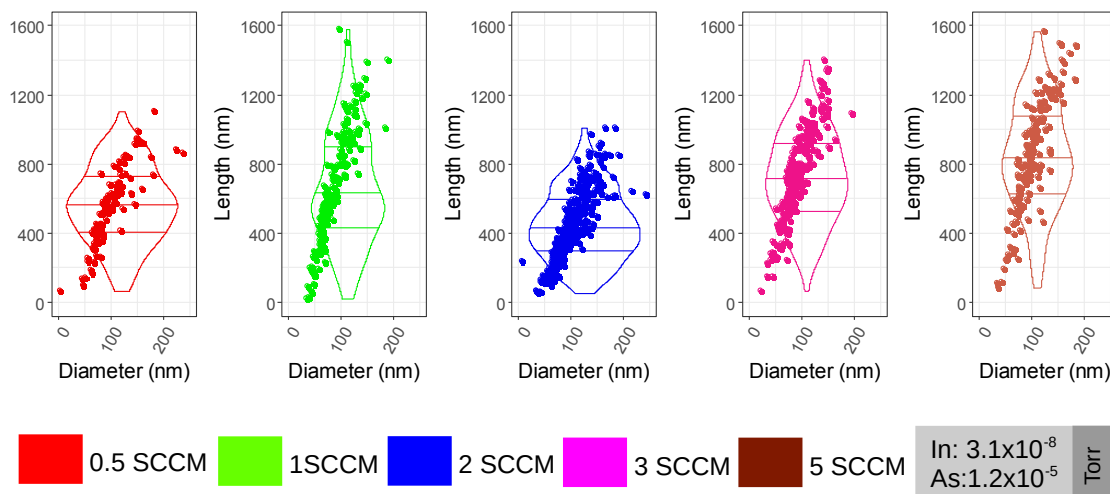 1600
1200
800
400
0
0
100
200
Diameter (nm)
Length (nm)
1600
1200
800
400
0
0
100
200
Diameter (nm)
Length (nm)
1600
1200
800
400
0
0
100
200
Diameter (nm)
Length (nm)
1600
1200
800
400
0
0
100
200
Diameter (nm)
Length (nm)
1600
1200
800
400
0
0
100
200
Diameter (nm)
0.5 SCCM
1SCCM
2 SCCM
3 SCCM
5 SCCM
In: 3.1x10⁻⁸
As:1.2x10⁻⁵
Torr